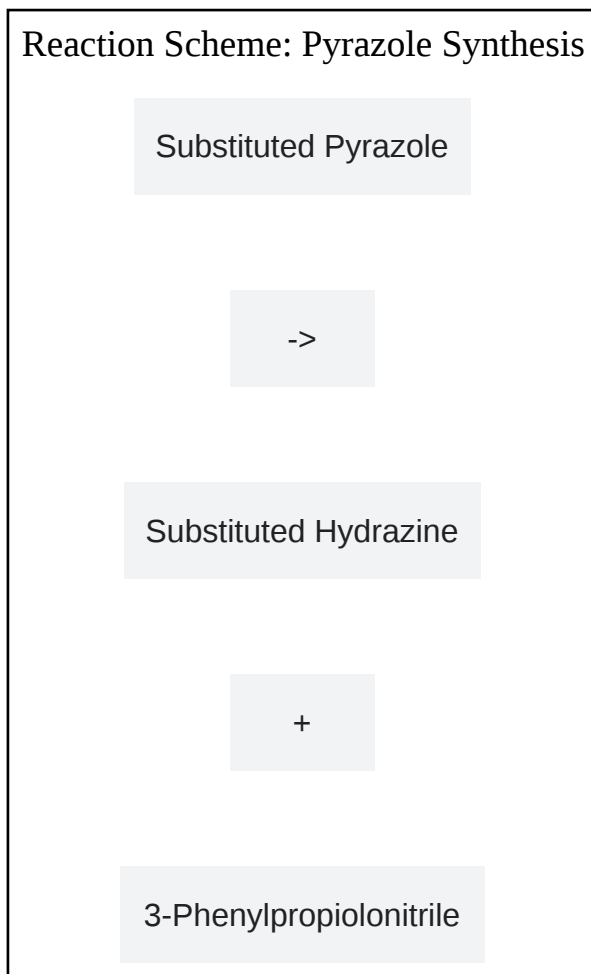 Reaction Scheme: Pyrazole Synthesis
Substituted Pyrazole
->
Substituted Hydrazine
+
3-Phenylpropiolonitrile